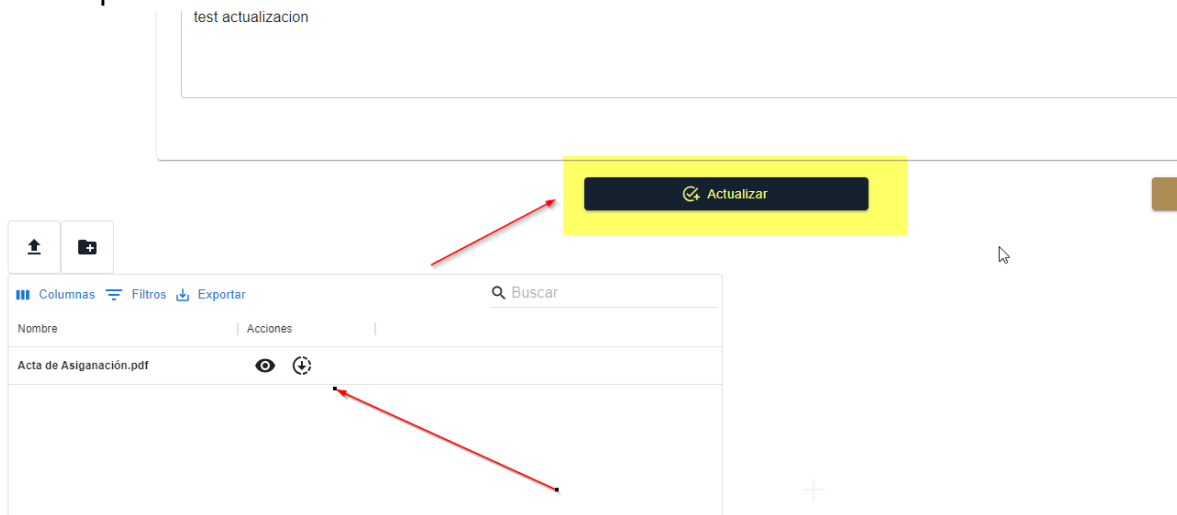 test actualizacion
Actualizar
Columnas Filtros Exportar Buscar
Nombre Acciones
Acta de Asiganación.pdf